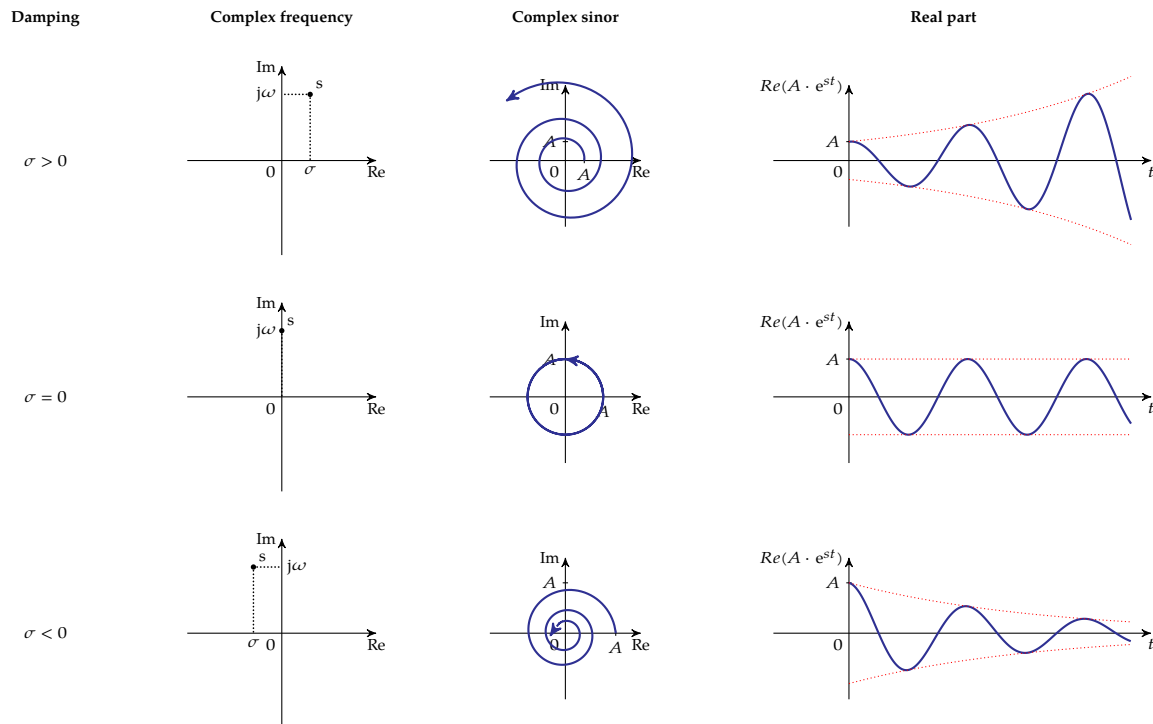 Damping Complex frequency Complex sinor Real part
σ > 0
Im
s
jω
0
σ
Re
Im
A
0
A
Re
Re(A · e^{st})
A
0
t
σ = 0
Im
s
jω
0
Re
Im
A
0
A
Re
Re(A · e^{st})
A
0
t
σ < 0
Im
s
jω
σ
0
Re
Im
A
0
A
Re
Re(A · e^{st})
A
0
t